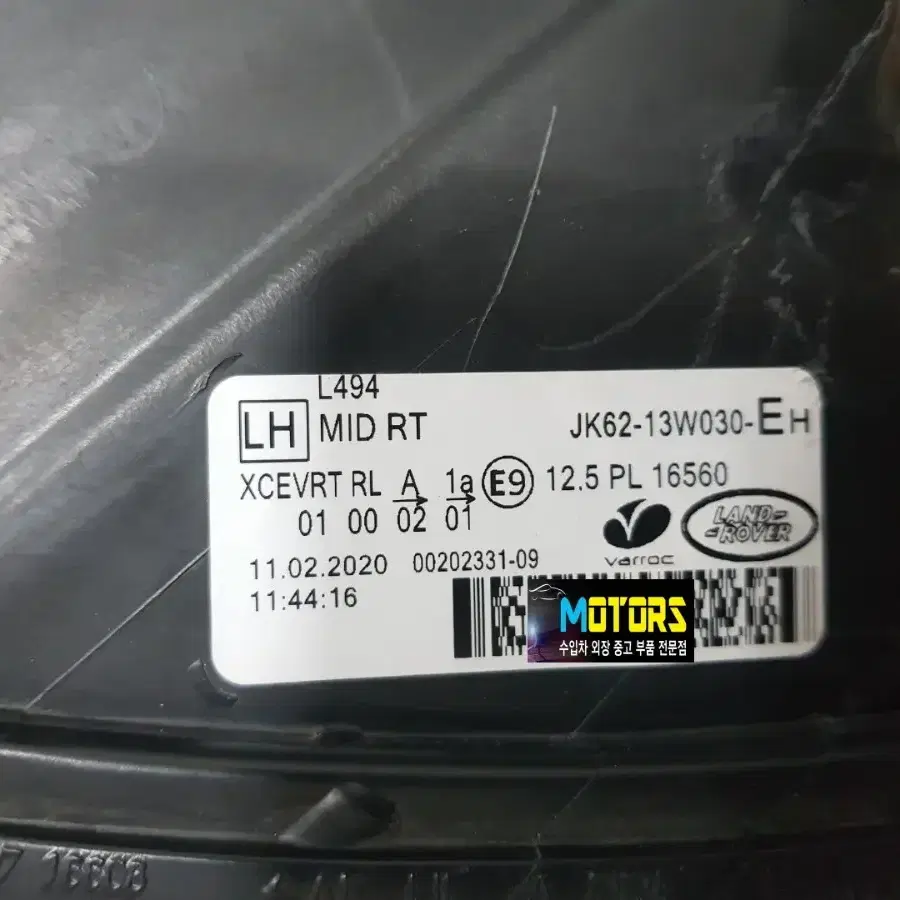 L494
LH MID RT JK62-13W030-EH
XCEVRT RL A 1a E9 12.5 PL 16560
01 00 02 01
LAND-ROVER
varroc
11.02.2020 00202331-09
11:44:16
MOTORS
수입차 외장 중고 부품 전문점